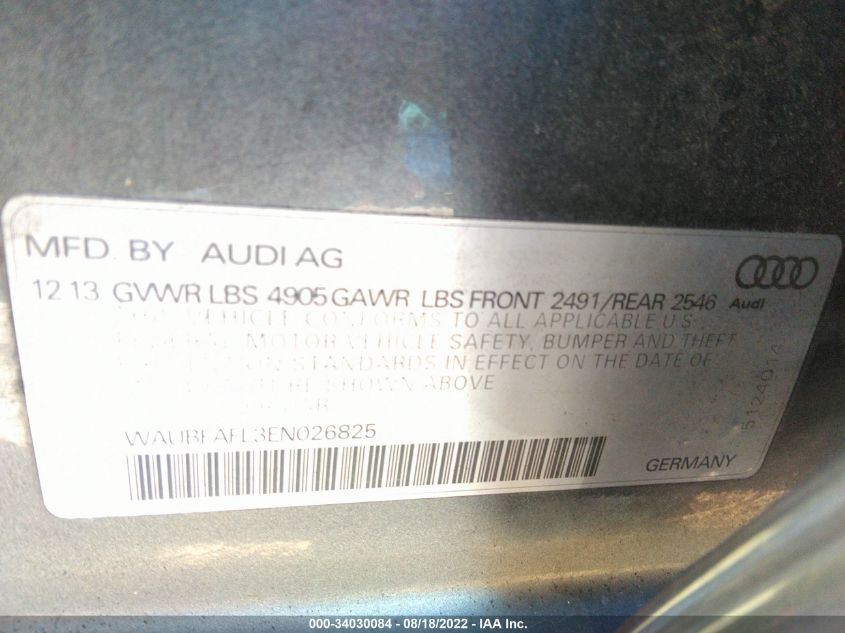 MFD. BY AUDI AG
12 13 GVWR LBS 4905 GAWR LBS FRONT 2491/REAR 2546
Audi
VEHICLE CONFORMS TO ALL APPLICABLE U.S.
MOTOR VEHICLE SAFETY, BUMPER AND THEFT
STANDARDS IN EFFECT ON THE DATE OF
SHOWN ABOVE
5124014
GERMANY
000-34030084 / 08/18/2022 - IAA Inc.